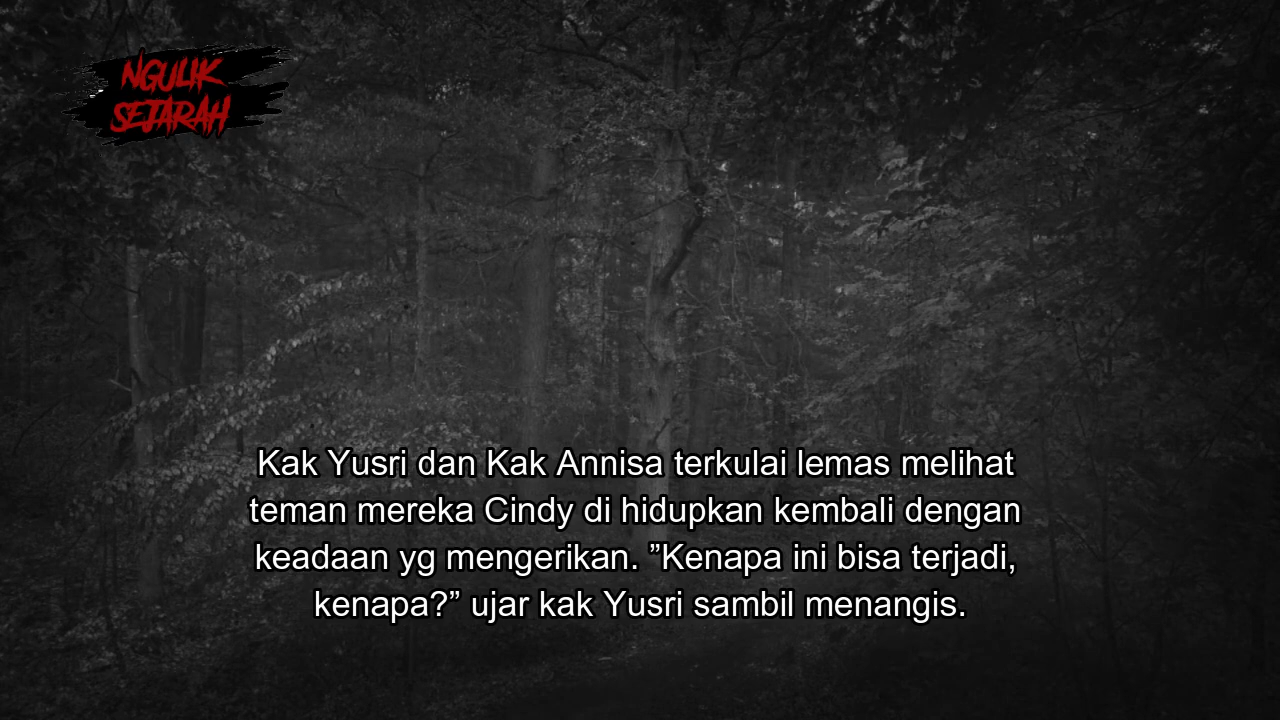 NGULIK
SEJARAH
Kak Yusri dan Kak Annisa terkulai lemas melihat
teman mereka Cindy di hidupkan kembali dengan
keadaan yg mengerikan. ”Kenapa ini bisa terjadi,
kenapa?” ujar kak Yusri sambil menangis.